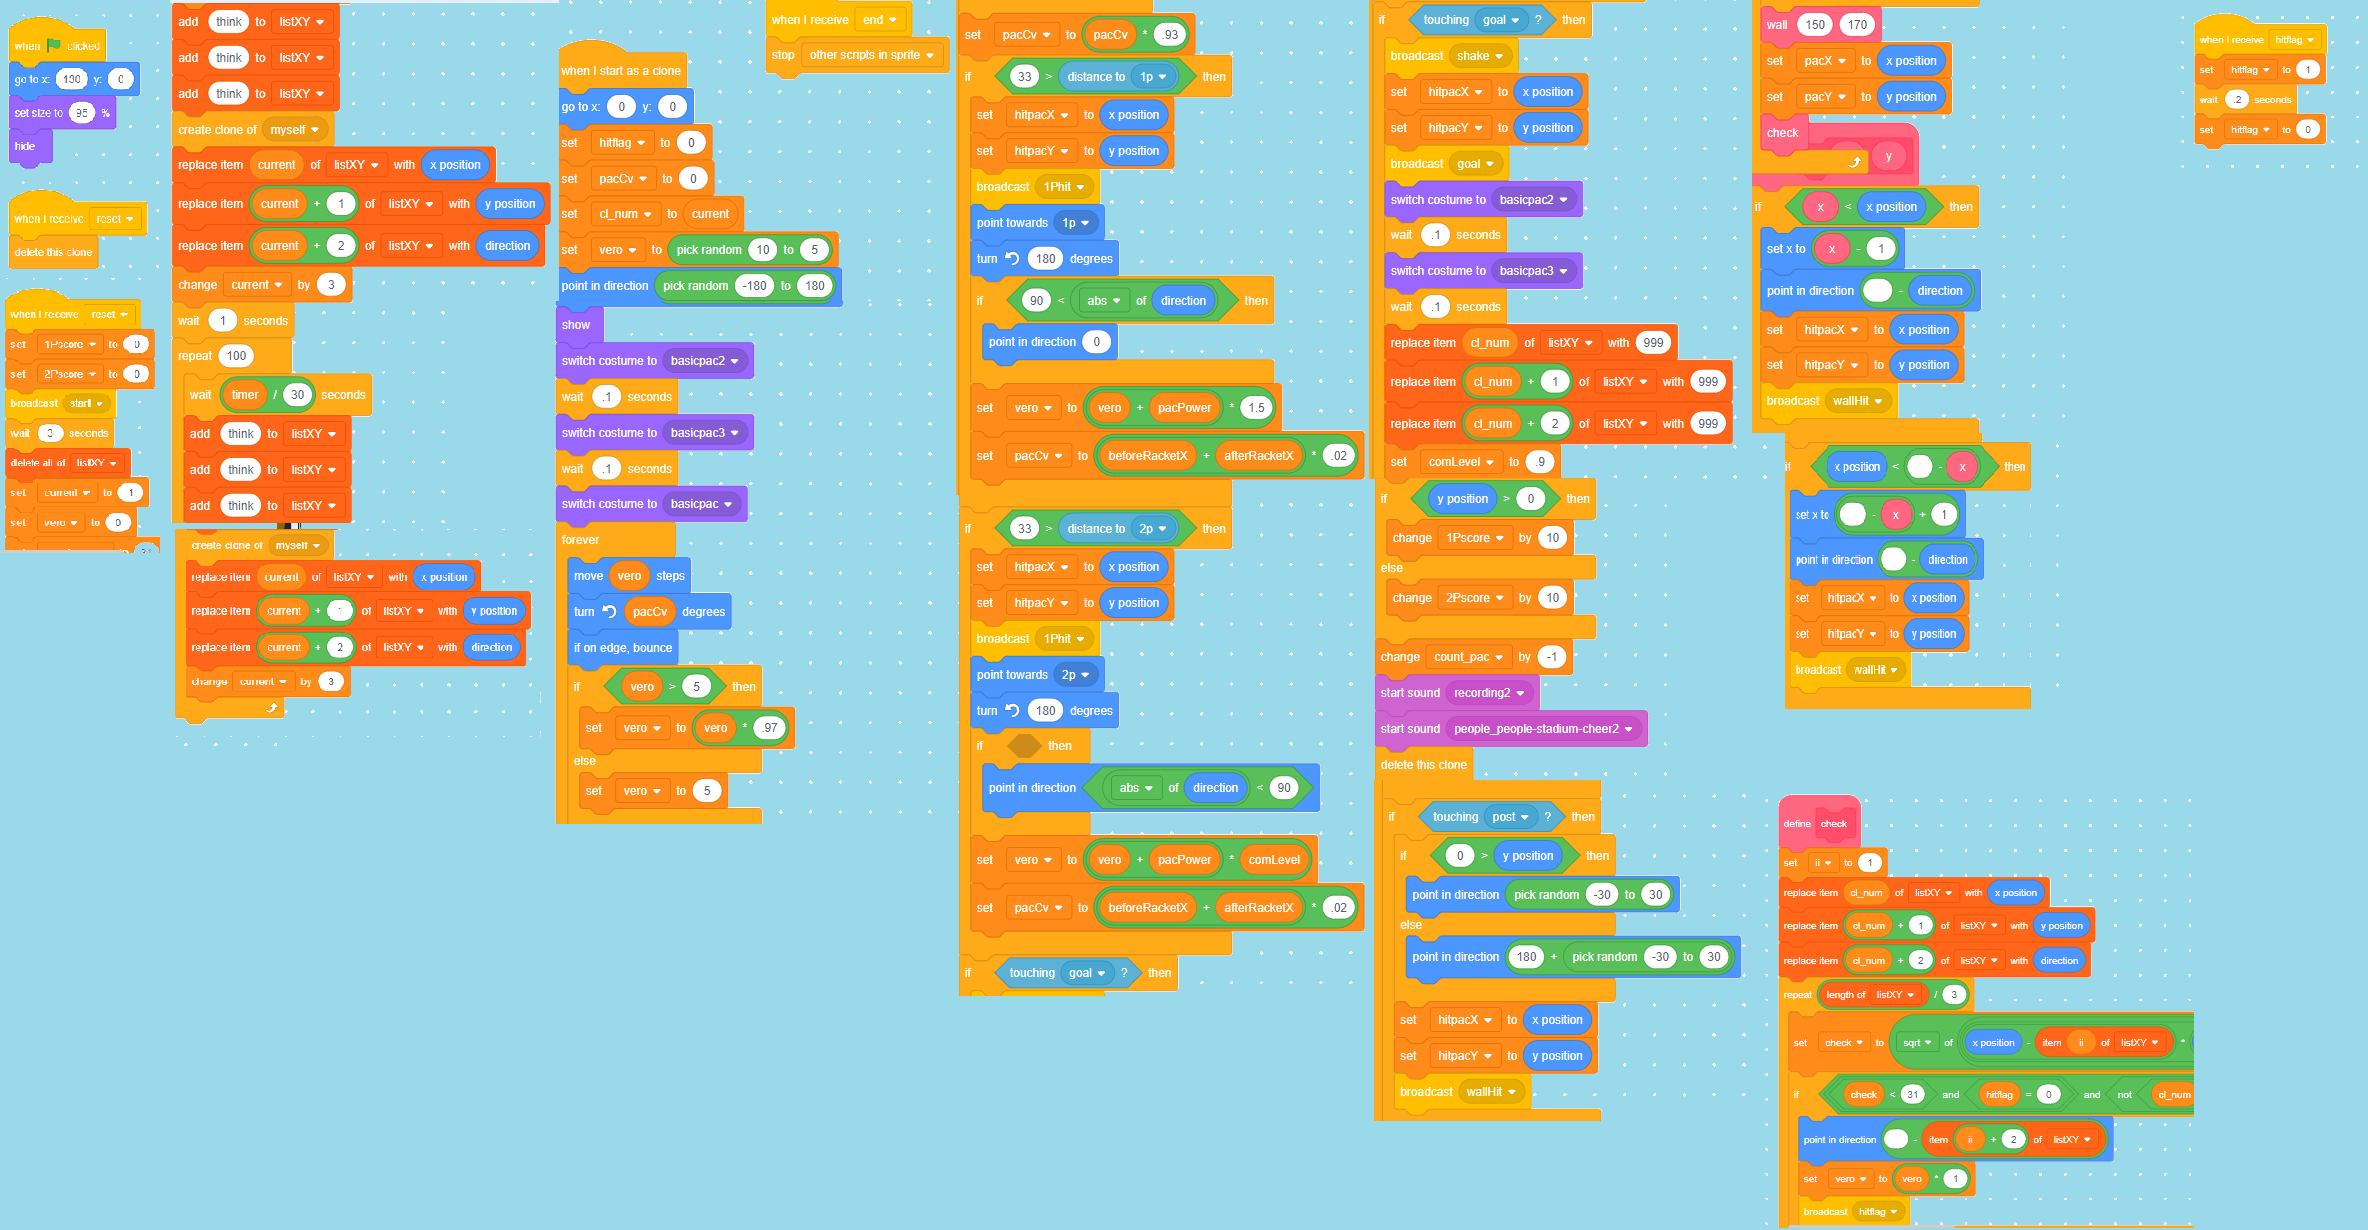 when clicked
go to x: 130 y: 0
set size to 95 %
hide
when I receive reset
delete this clone
when I receive reset
set 1Pscore to 0
set 2Pscore to 0
broadcast start
wait 3 seconds
delete all of listXY
set current to 1
set vero to 0
add think to listXY
add think to listXY
add think to listXY
create clone of myself
replace item current of listXY with x position
replace item current + 1 of listXY with y position
replace item current + 2 of listXY with direction
change current by 3
wait 1 seconds
repeat 100
wait timer / 30 seconds
add think to listXY
add think to listXY
add think to listXY
create clone of myself
replace item current of listXY with x position
replace item current + 1 of listXY with y position
replace item current + 2 of listXY with direction
change current by 3
when I start as a clone
go to x: 0 y: 0
set hitflag to 0
set pacCv to 0
set cl_num to current
set vero to pick random 10 to 5
point in direction pick random -180 to 180
show
switch costume to basicpac2
wait .1 seconds
switch costume to basicpac3
wait .1 seconds
switch costume to basicpac
forever
move vero steps
turn pacCv degrees
if on edge, bounce
if vero > 5 then
set vero to vero * .97
else
set vero to 5
when I receive end
stop other scripts in sprite
set pacCv to pacCv * .93
if 33 > distance to 1p then
set hitpacX to x position
set hitpacY to y position
broadcast 1Phit
point towards 1p
turn 180 degrees
if 90 < abs of direction then
point in direction 0
set vero to vero + pacPower * 1.5
set pacCv to beforeRacketX + afterRacketX * .02
if 33 > distance to 2p then
set hitpacX to x position
set hitpacY to y position
broadcast 1Phit
point towards 2p
turn 180 degrees
if then
point in direction abs of direction < 90
set vero to vero + pacPower * comLevel
set pacCv to beforeRacketX + afterRacketX * .02
if touching goal ? then
if touching goal ? then
broadcast shake
set hitpacX to x position
set hitpacY to y position
broadcast goal
switch costume to basicpac2
wait .1 seconds
switch costume to basicpac3
wait .1 seconds
replace item cl_num of listXY with 999
replace item cl_num + 1 of listXY with 999
replace item cl_num + 2 of listXY with 999
set comLevel to .9
if y position > 0 then
change 1Pscore by 10
else
change 2Pscore by 10
change count_pac by -1
start sound recording2
start sound people_people-stadium-cheer2
delete this clone
if touching post ? then
if 0 > y position then
point in direction pick random -30 to 30
else
point in direction 180 + pick random -30 to 30
set hitpacX to x position
set hitpacY to y position
broadcast wallHit
wall 150 170
set pacX to x position
set pacY to y position
check
y
if x < x position then
set x to x - 1
point in direction - direction
set hitpacX to x position
set hitpacY to y position
broadcast wallHit
if x position < - x then
set x to - x + 1
point in direction - direction
set hitpacX to x position
set hitpacY to y position
broadcast wallHit
define check
set ii to 1
replace item cl_num of listXY with x position
replace item cl_num + 1 of listXY with y position
replace item cl_num + 2 of listXY with direction
repeat length of listXY / 3
set check to sqrt of x position - item ii of listXY *
if check < 31 and hitflag = 0 and not cl_num
point in direction - item ii + 2 of listXY
set vero to vero * 1
broadcast hitflag
when I receive hitflag
set hitflag to 1
wait .2 seconds
set hitflag to 0